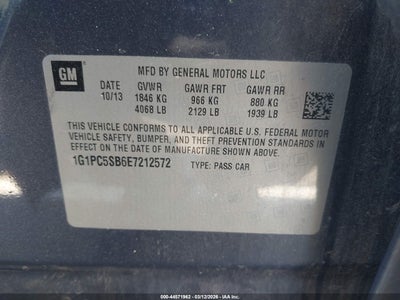 GM
MFD BY GENERAL MOTORS LLC
DATE GVWR GAWR FRT GAWR RR
10/13 1846 KG 966 KG 880 KG
4068 LB 2129 LB 1939 LB
THIS VEHICLE CONFORMS TO ALL APPLICABLE U.S. FEDERAL MOTOR
VEHICLE SAFETY, BUMPER, AND THEFT PREVENTION STANDARDS IN
EFFECT ON THE DATE OF MANUFACTURE SHOWN ABOVE.
1G1PC5SB6E7212572 TYPE: PASS CAR
000-44571962 - 03/12/2026 - IAA Inc.